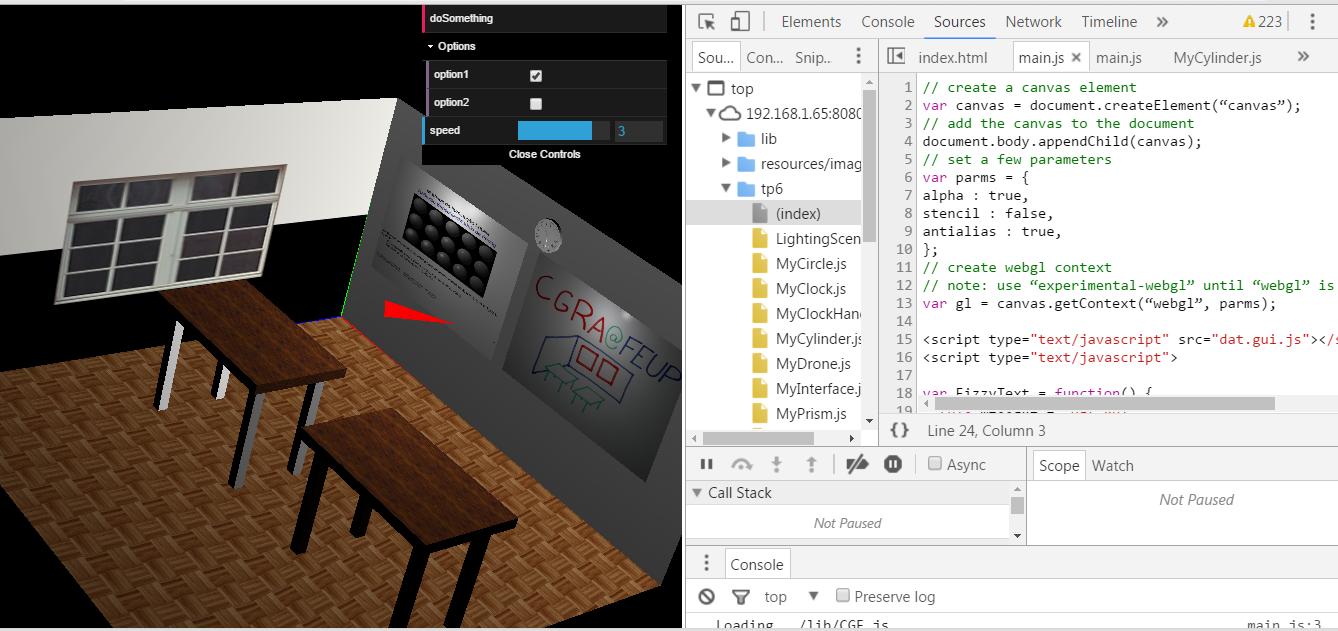 doSomething
Options
option1
option2
speed
3
Close Controls
CGRA@FEUP
Elements Console Sources Network Timeline » 223
Sou... Con... Snip..
index.html main.js × main.js MyCylinder.js »
top
192.168.1.65:8080
lib
resources/imag
tp6
(index)
LightingScen
MyCircle.js
MyClock.js
MyClockHan
MyCylinder.js
MyDrone.js
MyInterface.j
MyPrism.js
1 // create a canvas element
2 var canvas = document.createElement(“canvas”);
3 // add the canvas to the document
4 document.body.appendChild(canvas);
5 // set a few parameters
6 var parms = {
7 alpha : true,
8 stencil : false,
9 antialias : true,
10 };
11 // create webgl context
12 // note: use “experimental-webgl” until “webgl” is
13 var gl = canvas.getContext(“webgl”, parms);
14
15 <script type="text/javascript" src="dat.gui.js"></s
16 <script type="text/javascript">
17
18 var FizzyText = function() {
19
{} Line 24, Column 3
Async
Call Stack
Not Paused
Scope Watch
Not Paused
Console
top Preserve log
Loading ../lib/CGF.js main.js:3